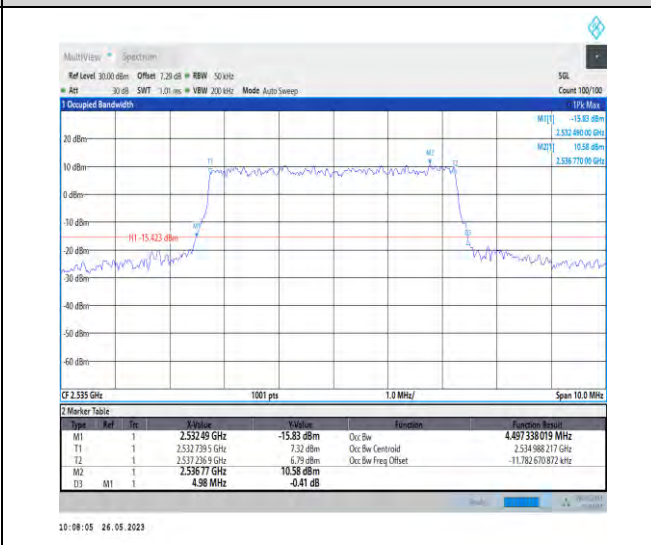 MultiView Spectrum
Ref Level 30.00 dBm Offset 7.29 dB RBW 50 kHz SGL
Att 30 dB SWT 1.01 ms VBW 200 kHz Mode Auto Sweep Count 100/100
1 Occupied Bandwidth 1Pk Max
M1[1] -15.83 dBm
2.532 490 00 GHz
M2[1] 10.58 dBm
2.536 770 00 GHz
20 dBm
10 dBm
T1 M2 T2
0 dBm
-10 dBm
M1
H1 -15.423 dBm
D3
-20 dBm
-30 dBm
-40 dBm
-50 dBm
-60 dBm
CF 2.535 GHz 1001 pts 1.0 MHz/ Span 10.0 MHz
2 Marker Table
Type Ref Trc X-Value Y-Value Function Function Result
M1 1 2.53249 GHz -15.83 dBm Occ Bw 4.497 338 019 MHz
T1 1 2.532 739 5 GHz 7.32 dBm Occ Bw Centroid 2.534 988 217 GHz
T2 1 2.537 236 9 GHz 6.79 dBm Occ Bw Freq Offset -11.782 670 872 kHz
M2 1 2.53677 GHz 10.58 dBm
D3 M1 1 4.98 MHz -0.41 dB
10:08:05 26.05.2023